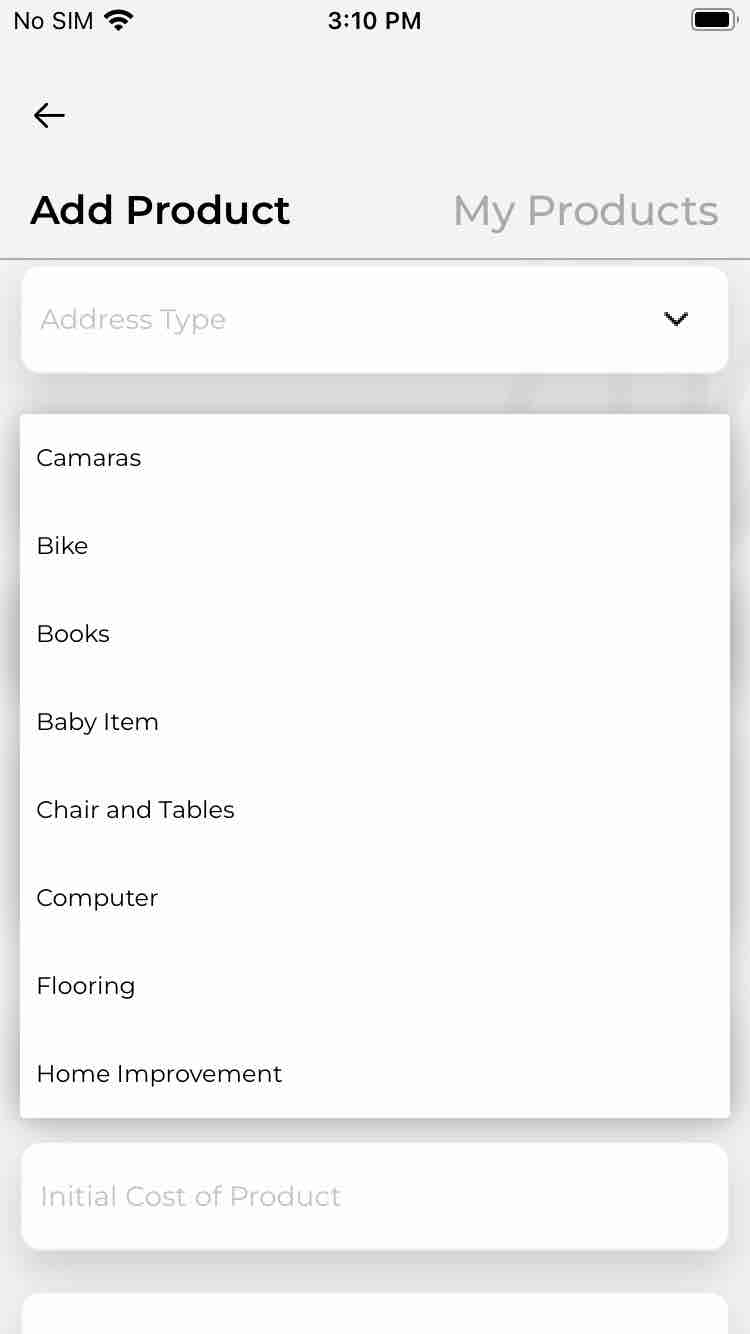 No SIM 3:10 PM
Add Product My Products
Address Type
Camaras
Bike
Books
Baby Item
Chair and Tables
Computer
Flooring
Home Improvement
Initial Cost of Product